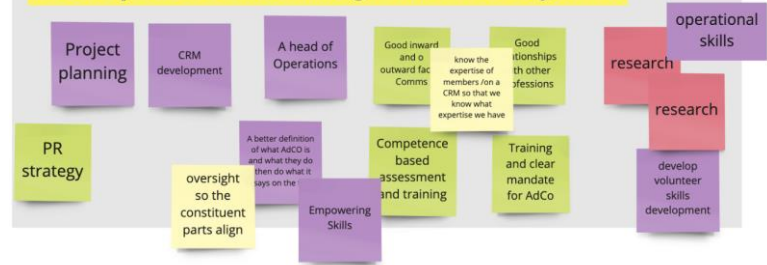 Project
planning
CRM
development
A head of
Operations
Good inward
and o
outward fac
Comms
know the
expertise of
members /on a
CRM so that we
know what
expertise we have
Good
tionships
th other
ofessions
research
operational
skills
research
PR
strategy
oversight
so the
constituent
parts align
A better definition
of what AdCO is
and what they do
then do what it
says on the
Empowering
Skills
Competence
based
assessment
and training
Training
and clear
mandate
for AdCo
develop
volunteer
skills
development